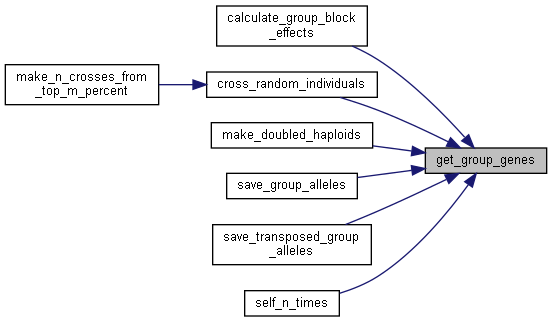 calculate_group_block
_effects
make_n_crosses_from
_top_m_percent
cross_random_individuals
make_doubled_haploids
get_group_genes
save_group_alleles
save_transposed_group
_alleles
self_n_times